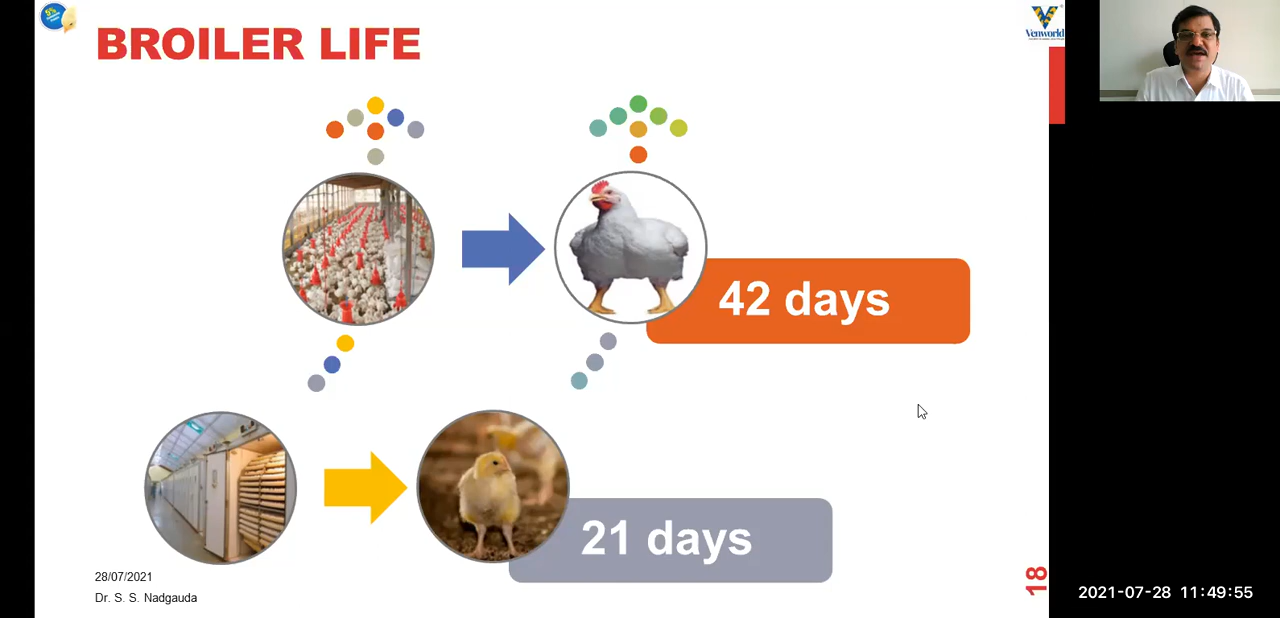 5%
BROILER LIFE
Venworld
42 days
21 days
28/07/2021
Dr. S. S. Nadgauda
18
2021-07-28 11:49:55